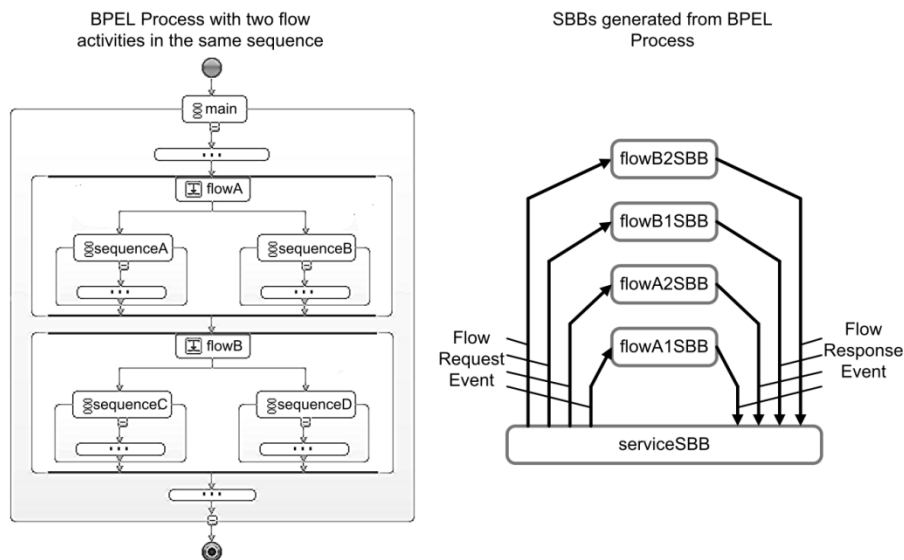 BPEL Process with two flow
activities in the same sequence
main
flowA
sequenceA
sequenceB
flowB
sequenceC
sequenceD
SBBs generated from BPEL
Process
flowB2SBB
flowB1SBB
flowA2SBB
flowA1SBB
Flow
Request
Event
Flow
Response
Event
serviceSBB